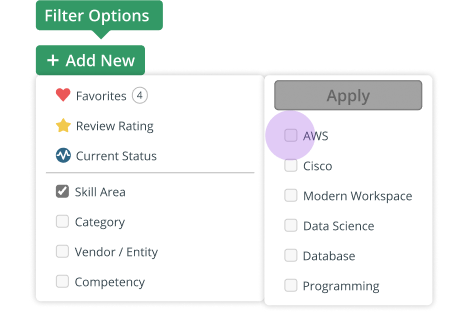 Filter Options
+ Add New
Favorites 4
Review Rating
Current Status
Skill Area
Category
Vendor / Entity
Competency
Apply
AWS
Cisco
Modern Workspace
Data Science
Database
Programming